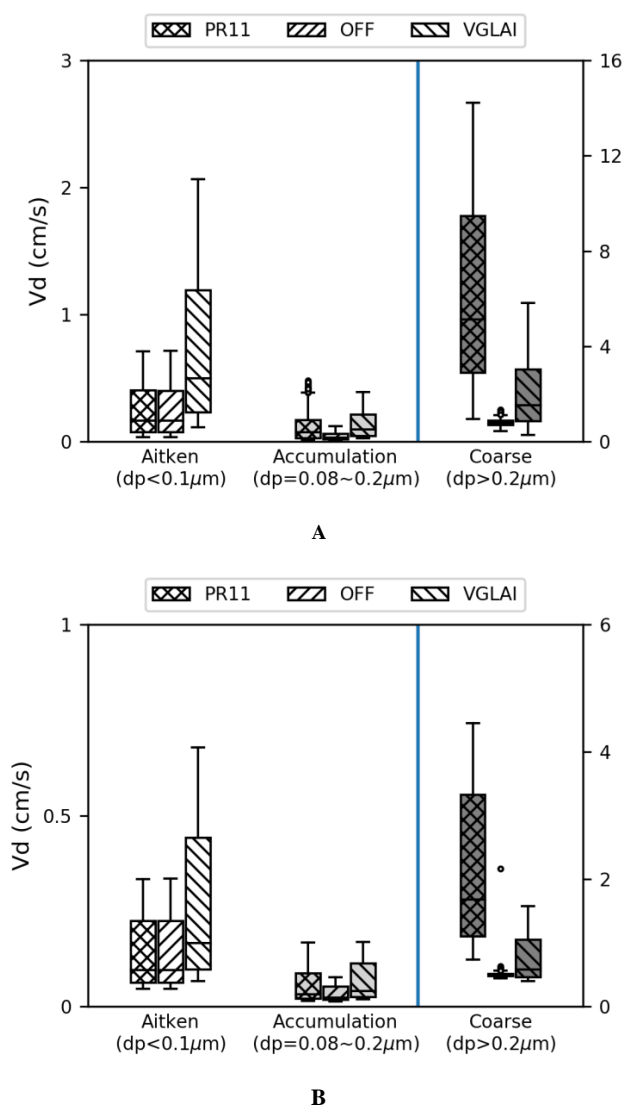 PR11 OFF VGLAI
3 16
Vd (cm/s)
2 12
8
1 4
0 0
Aitken Accumulation Coarse
(dp<0.1μm) (dp=0.08~0.2μm) (dp>0.2μm)
A
PR11 OFF VGLAI
1 6
Vd (cm/s)
4
0.5
2
0 0
Aitken Accumulation Coarse
(dp<0.1μm) (dp=0.08~0.2μm) (dp>0.2μm)
B